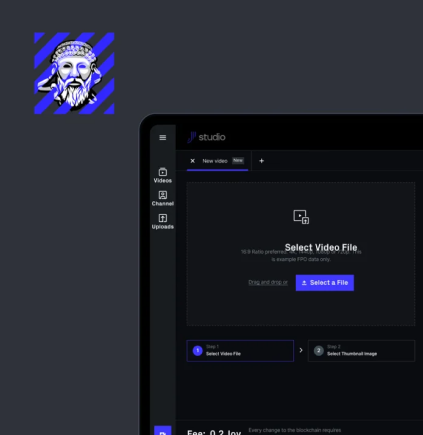 studio
New video
New
+
Videos
Channel
Uploads
Select Video File
16:9 Ratio preferred.
is example FPO data only.
Drag and drop or
Select a File
1
Step 1
Select Video File
2
Step 2
Select Thumbnail Image
Fee: 0.2 Joy
Every change to the blockchain requires